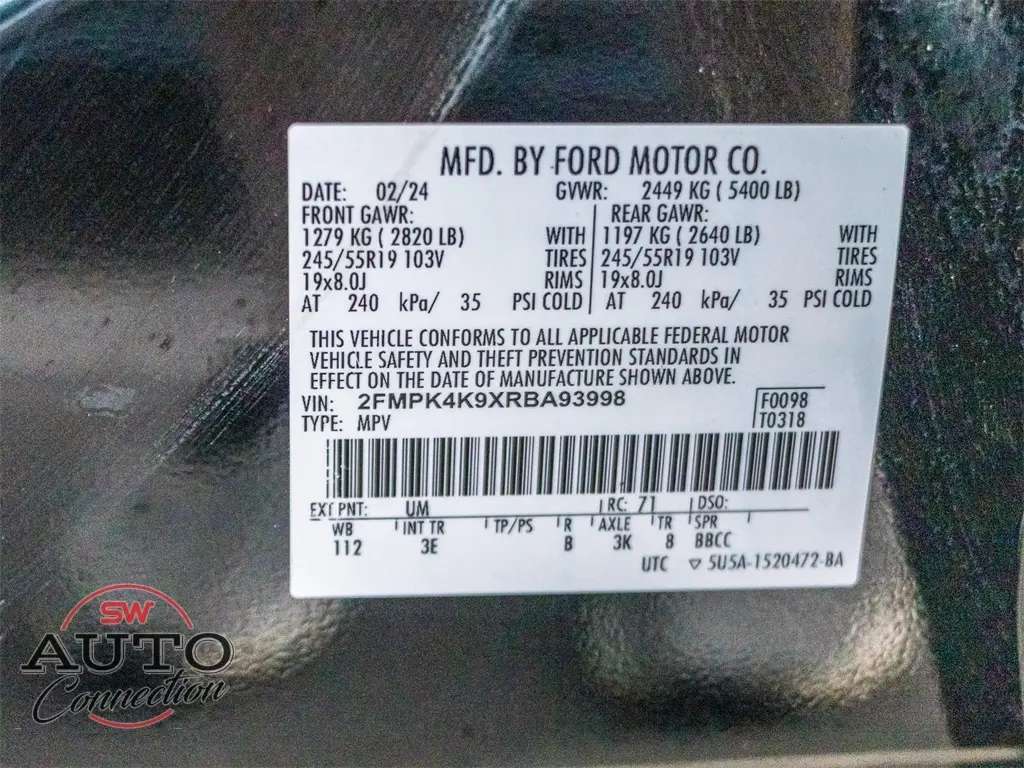 MFD. BY FORD MOTOR CO.
DATE: 02/24 GVWR: 2449 KG ( 5400 LB)
FRONT GAWR: REAR GAWR:
1279 KG ( 2820 LB) WITH 1197 KG ( 2640 LB) WITH
245/55R19 103V TIRES 245/55R19 103V TIRES
19x8.0J RIMS 19x8.0J RIMS
AT 240 kPa/ 35 PSI COLD AT 240 kPa/ 35 PSI COLD
THIS VEHICLE CONFORMS TO ALL APPLICABLE FEDERAL MOTOR
VEHICLE SAFETY AND THEFT PREVENTION STANDARDS IN
EFFECT ON THE DATE OF MANUFACTURE SHOWN ABOVE.
VIN: 2FMPK4K9XRBA93998 F0098
TYPE: MPV T0318
EXT PNT: UM RC: 71 DSO:
WB INT TR TP/PS R AXLE TR SPR
112 3E B 3K 8 BBCC
UTC ▽ 5U5A-1520472-BA
SW
AUTO
Connection